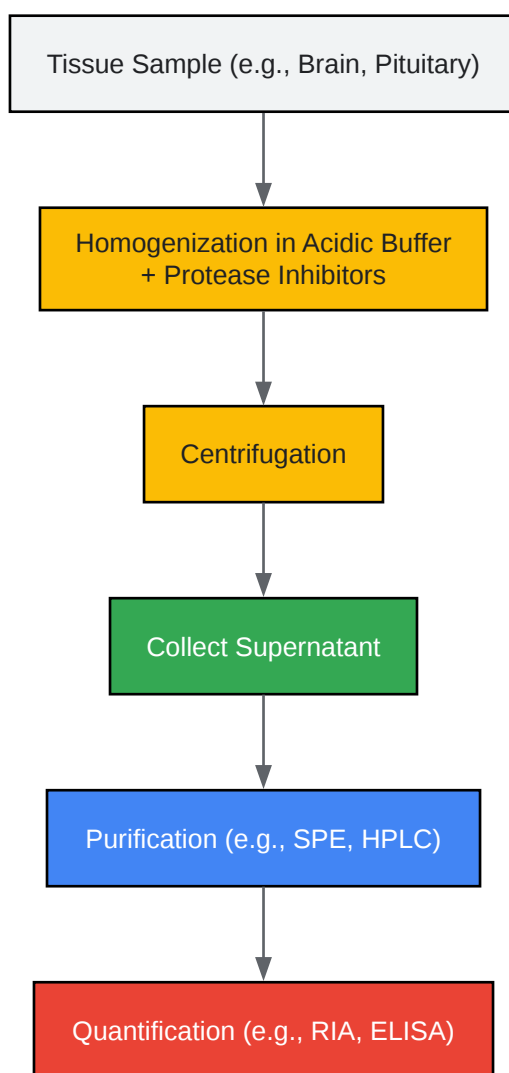 Tissue Sample (e.g., Brain, Pituitary)
Homogenization in Acidic Buffer
+ Protease Inhibitors
Centrifugation
Collect Supernatant
Purification (e.g., SPE, HPLC)
Quantification (e.g., RIA, ELISA)